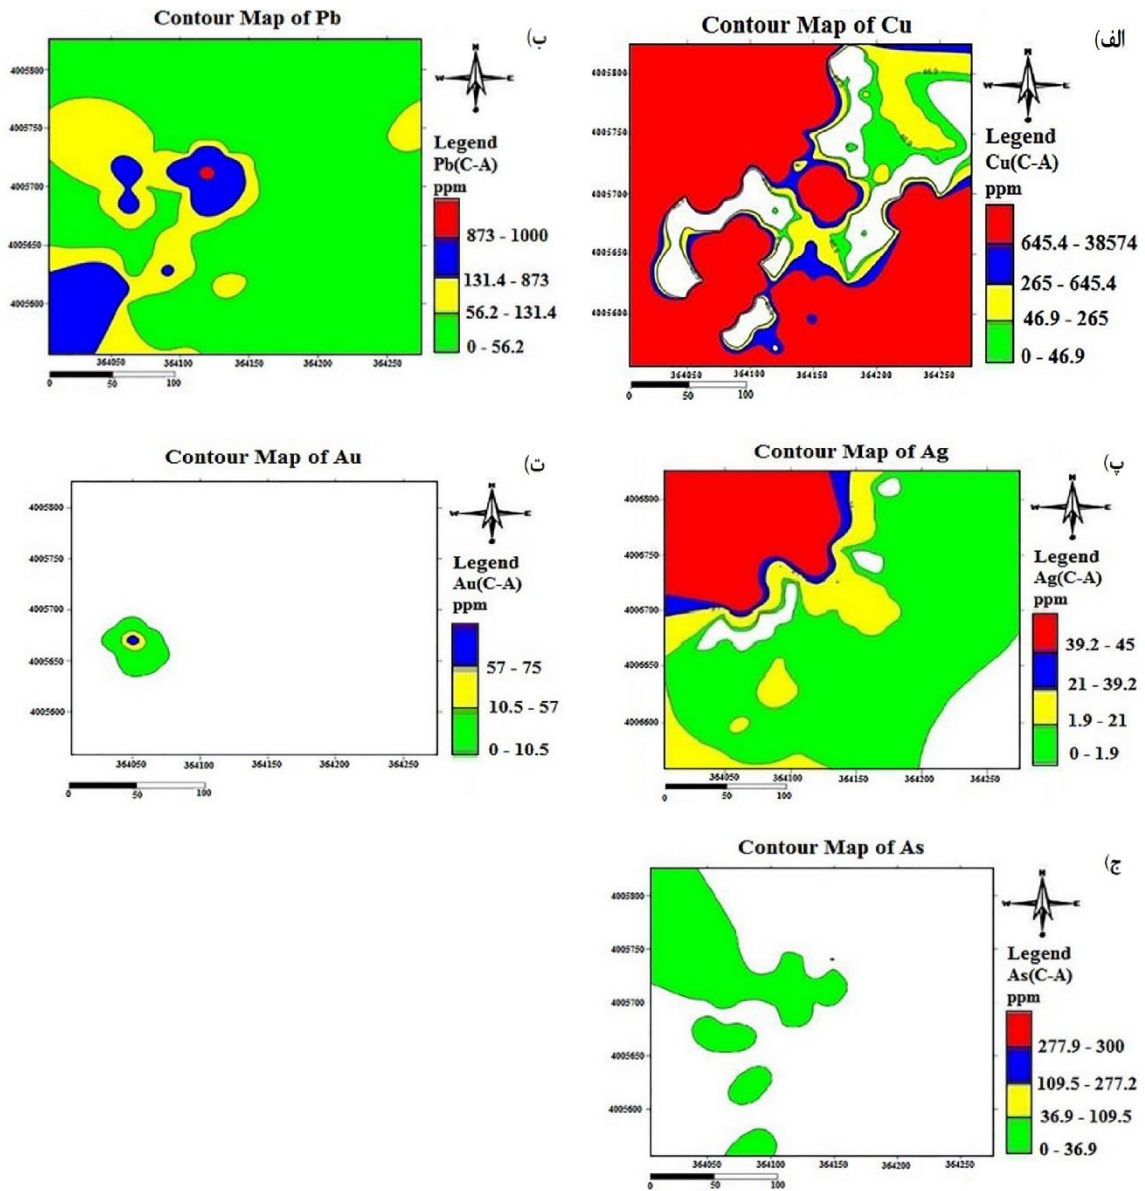 Contour Map of Pb
ب)
N
W E
Legend
Pb(C-A)
ppm
873 - 1000
131.4 - 873
56.2 - 131.4
0 - 56.2
4005800
4005750
4005700
4005650
4005600
364050 364100 364150 364200 364250
0 50 100
Contour Map of Cu
الف)
N
W E
46.9
46.9
Legend
Cu(C-A)
ppm
645.4 - 38574
265 - 645.4
46.9 - 265
0 - 46.9
4005800
4005750
4005700
4005650
4005600
364050 364100 364150 364200 364250
0 50 100
Contour Map of Au
ت)
N
W E
Legend
Au(C-A)
ppm
57 - 75
10.5 - 57
0 - 10.5
4005800
4005750
4005700
4005650
4005600
364050 364100 364150 364200 364250
0 50 100
Contour Map of Ag
پ)
N
W E
Legend
Ag(C-A)
ppm
39.2 - 45
21 - 39.2
1.9 - 21
0 - 1.9
4006800
4006750
4006700
4006650
4006600
364050 364100 364150 364200 364250
0 50 100
Contour Map of As
ج)
N
W E
Legend
As(C-A)
ppm
277.9 - 300
109.5 - 277.2
36.9 - 109.5
0 - 36.9
4005800
4005750
4005700
4005650
4005600
364050 364100 364150 364200 364250
0 50 100